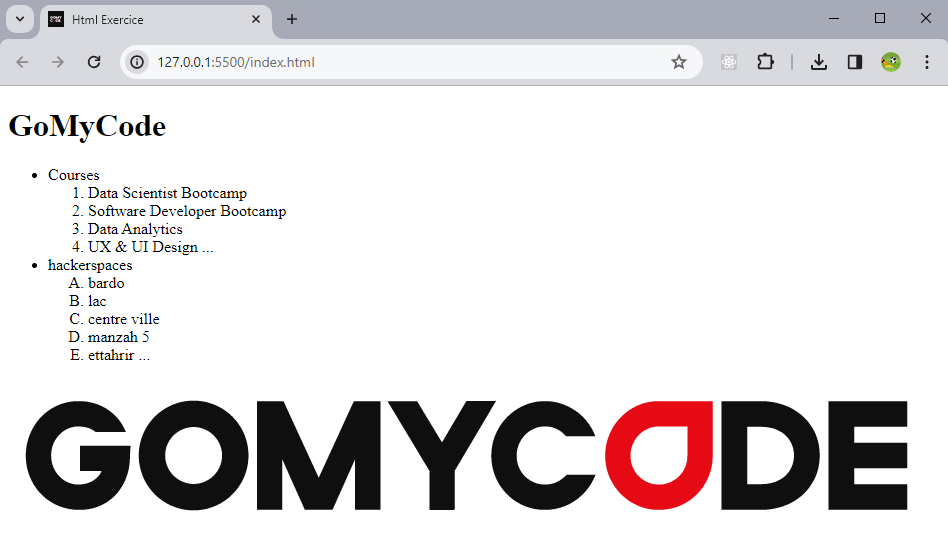 Html Exercice
127.0.0.1:5500/index.html
GoMyCode
• Courses
1. Data Scientist Bootcamp
2. Software Developer Bootcamp
3. Data Analytics
4. UX & UI Design ...
• hackerspaces
A. bardo
B. lac
C. centre ville
D. manzah 5
E. ettahrir ...
GOMYCODE